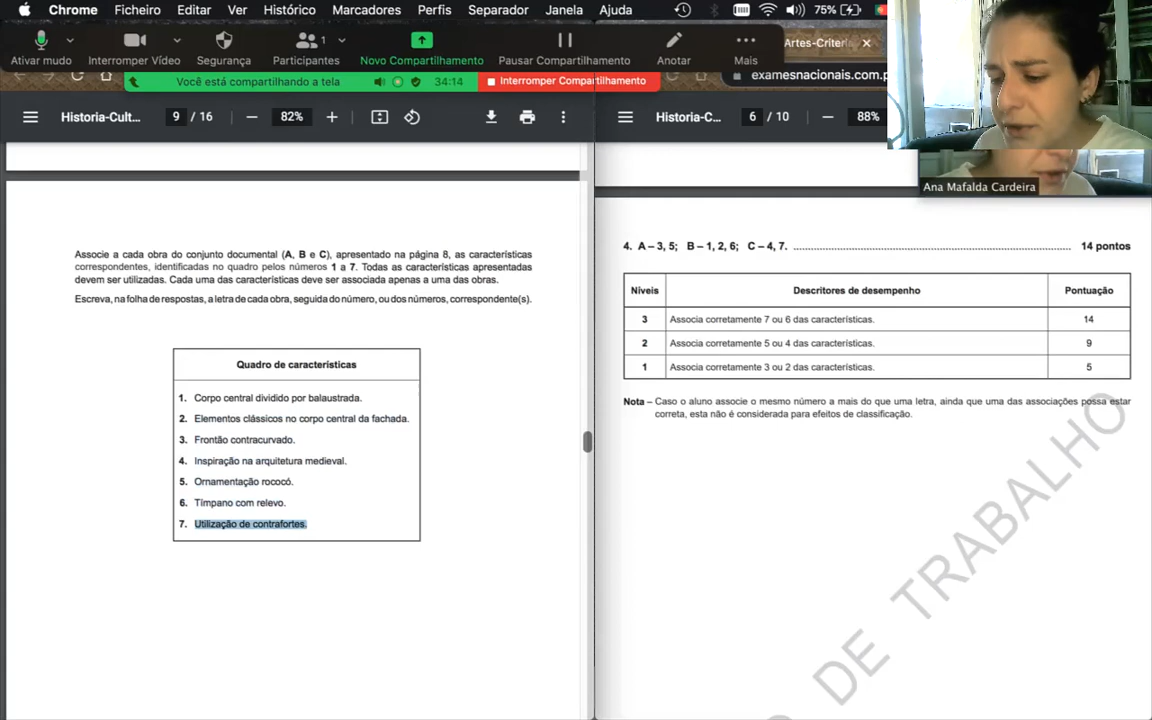 Chrome Ficheiro Editar Ver Histórico Marcadores Perfis Separador Janela Ajuda 75%
Ativar mudo Interromper Vídeo Segurança Participantes 1 Novo Compartilhamento Pausar Compartilhamento Anotar Mais
Artes-Criteri
Você está compartilhando a tela 34:14 Interromper Compartilhamento
examesnacionais.com.p
Historia-Cult... 9 / 16 82%
Historia-C... 6 / 10 88%
Ana Mafalda Cardeira
Associe a cada obra do conjunto documental (A, B e C), apresentado na página 8, as características
correspondentes, identificadas no quadro pelos números 1 a 7. Todas as características apresentadas
devem ser utilizadas. Cada uma das características deve ser associada apenas a uma das obras.
Escreva, na folha de respostas, a letra de cada obra, seguida do número, ou dos números, correspondente(s).
Quadro de características
1. Corpo central dividido por balaustrada.
2. Elementos clássicos no corpo central da fachada.
3. Frontão contracurvado.
4. Inspiração na arquitetura medieval.
5. Ornamentação rococó.
6. Tímpano com relevo.
7. Utilização de contrafortes.
4. A – 3, 5; B – 1, 2, 6; C – 4, 7. ........................................................ 14 pontos
Níveis Descritores de desempenho Pontuação
3 Associa corretamente 7 ou 6 das características. 14
2 Associa corretamente 5 ou 4 das características. 9
1 Associa corretamente 3 ou 2 das características. 5
Nota – Caso o aluno associe o mesmo número a mais do que uma letra, ainda que uma das associações possa estar
correta, esta não é considerada para efeitos de classificação.
DE TRABALHO